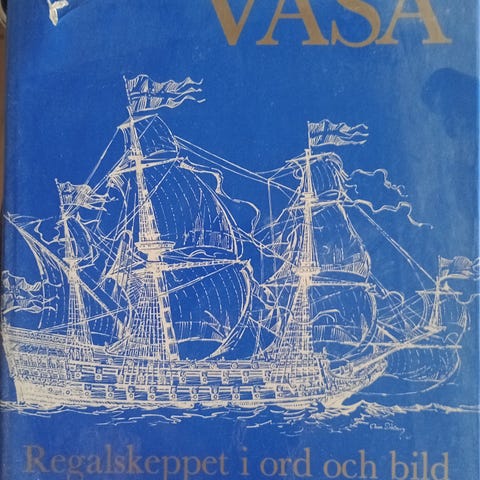 VASA
Regalskeppet i ord och bild